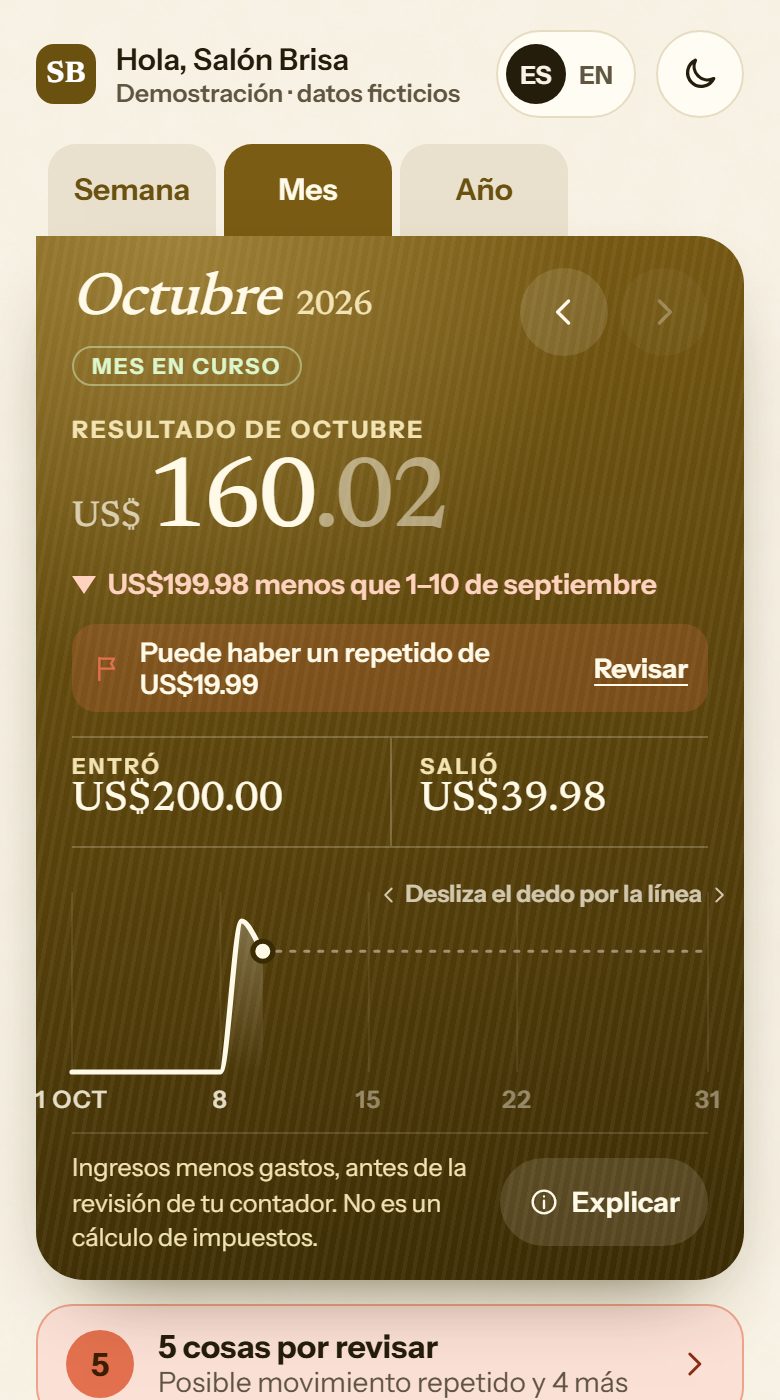 SB
Hola, Salón Brisa
Demostración · datos ficticios
ES EN
Semana
Mes
Año
Octubre 2026
MES EN CURSO
RESULTADO DE OCTUBRE
US$ 160.02
US$199.98 menos que 1–10 de septiembre
Puede haber un repetido de
US$19.99
Revisar
ENTRÓ
US$200.00
SALIÓ
US$39.98
Desliza el dedo por la línea
1 OCT
8
15
22
31
Ingresos menos gastos, antes de la
revisión de tu contador. No es un
cálculo de impuestos.
Explicar
5
5 cosas por revisar
Posible movimiento repetido y 4 más